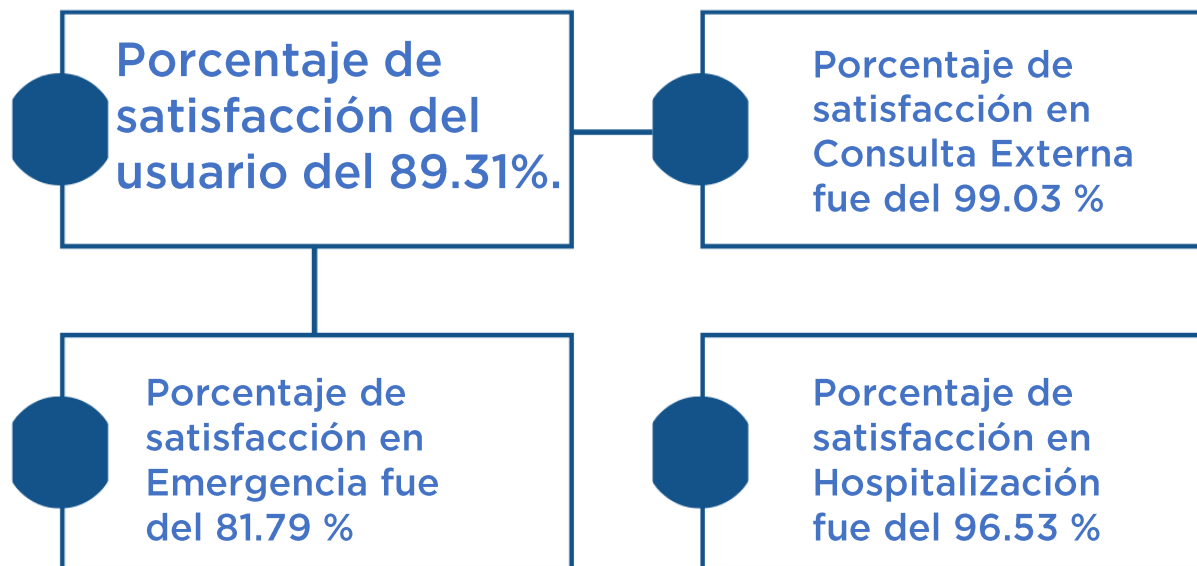 Porcentaje de
satisfacción del
usuario del 89.31%.
Porcentaje de
satisfacción en
Consulta Externa
fue del 99.03 %
Porcentaje de
satisfacción en
Emergencia fue
del 81.79 %
Porcentaje de
satisfacción en
Hospitalización
fue del 96.53 %